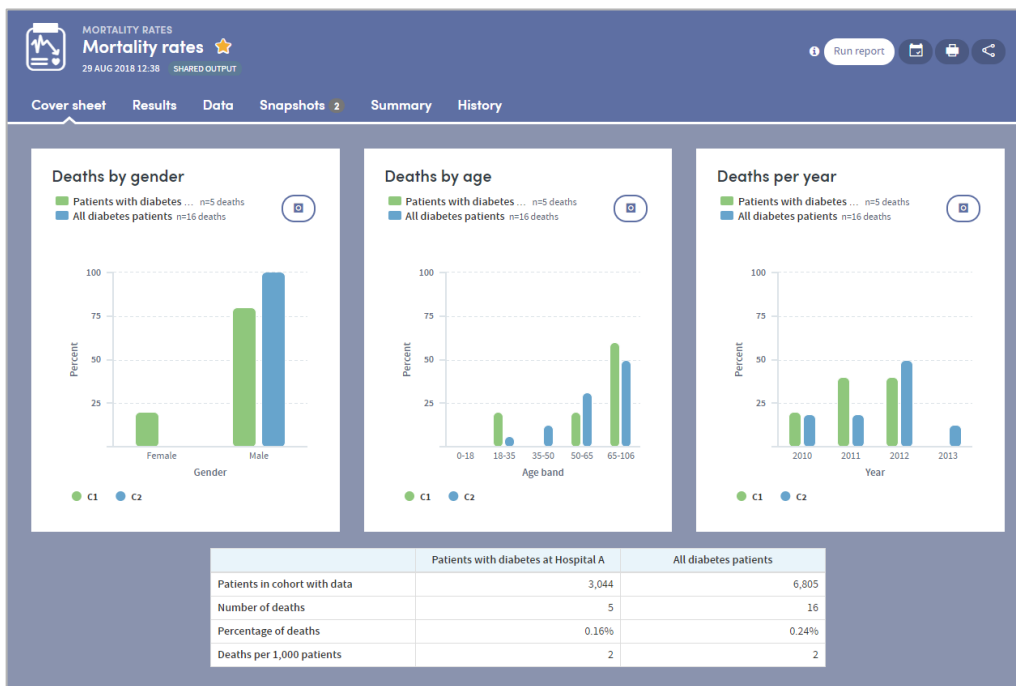 MORTALITY RATES
Mortality rates
29 AUG 2018 12:38 SHARED OUTPUT
Run report
Cover sheet Results Data Snapshots 2 Summary History
Deaths by gender
Patients with diabetes ... n=5 deaths
All diabetes patients n=16 deaths
100
75
50
25
Percent
Female Male
Gender
C1 C2
Deaths by age
Patients with diabetes ... n=5 deaths
All diabetes patients n=16 deaths
100
75
50
25
Percent
0-18 18-35 35-50 50-65 65-106
Age band
C1 C2
Deaths per year
Patients with diabetes ... n=5 deaths
All diabetes patients n=16 deaths
100
75
50
25
Percent
2010 2011 2012 2013
Year
C1 C2
Patients with diabetes at Hospital A All diabetes patients
Patients in cohort with data 3,044 6,805
Number of deaths 5 16
Percentage of deaths 0.16% 0.24%
Deaths per 1,000 patients 2 2